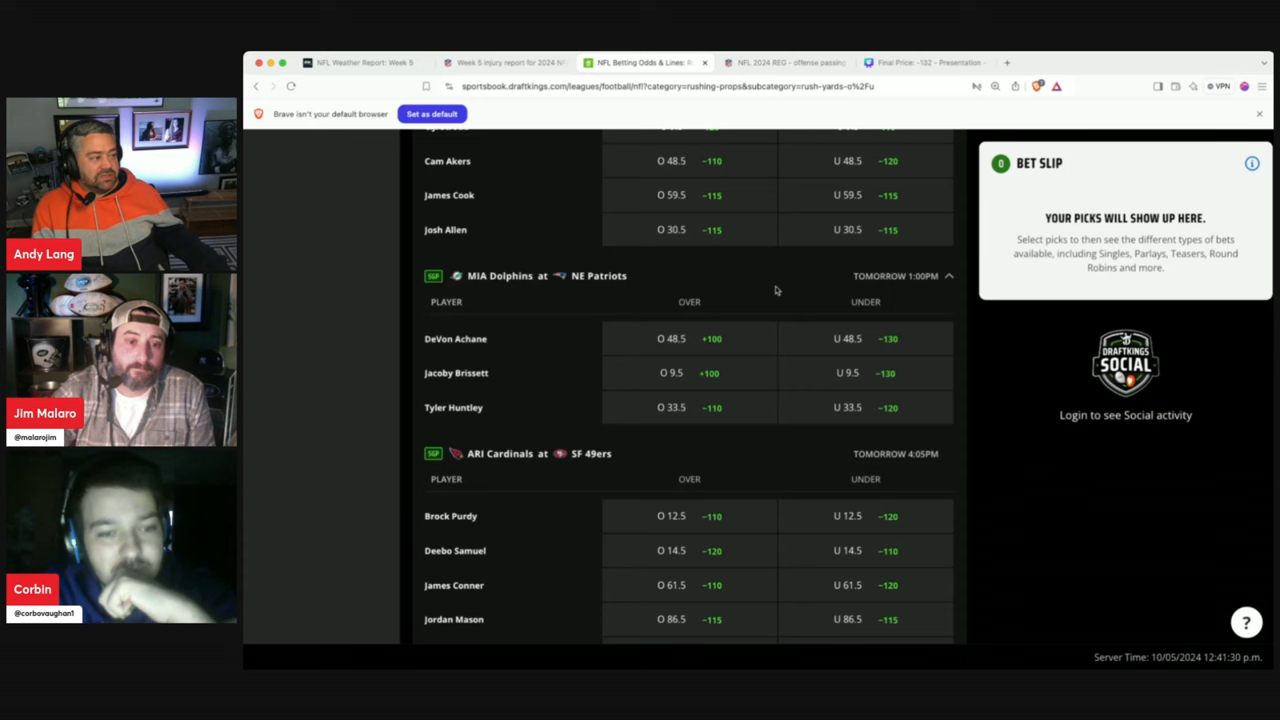 NFL Weather Report: Week 5
Week 5 injury report for 2024 NF
NFL Betting Odds & Lines: R
NFL 2024 REG - offense passing
Final Price: -132 - Presentation
sportsbook.draftkings.com/leagues/football/nfl?category=rushing-props&subcategory=rush-yards-o%2Fu
VPN
Brave isn't your default browser
Set as default
Cam Akers O 48.5 −110 U 48.5 −120
James Cook O 59.5 −115 U 59.5 −115
Josh Allen O 30.5 −115 U 30.5 −115
SGP MIA Dolphins at NE Patriots TOMORROW 1:00PM
PLAYER OVER UNDER
DeVon Achane O 48.5 +100 U 48.5 −130
Jacoby Brissett O 9.5 +100 U 9.5 −130
Tyler Huntley O 33.5 −110 U 33.5 −120
SGP ARI Cardinals at SF 49ers TOMORROW 4:05PM
PLAYER OVER UNDER
Brock Purdy O 12.5 −110 U 12.5 −120
Deebo Samuel O 14.5 −120 U 14.5 −110
James Conner O 61.5 −110 U 61.5 −120
Jordan Mason O 86.5 −115 U 86.5 −115
0 BET SLIP
YOUR PICKS WILL SHOW UP HERE.
Select picks to then see the different types of bets
available, including Singles, Parlays, Teasers, Round
Robins and more.
DRAFTKINGS
SOCIAL
Login to see Social activity
?
Server Time: 10/05/2024 12:41:30 p.m.
Andy Lang
Jim Malaro
@malarojim
Corbin
@corbovaughan1